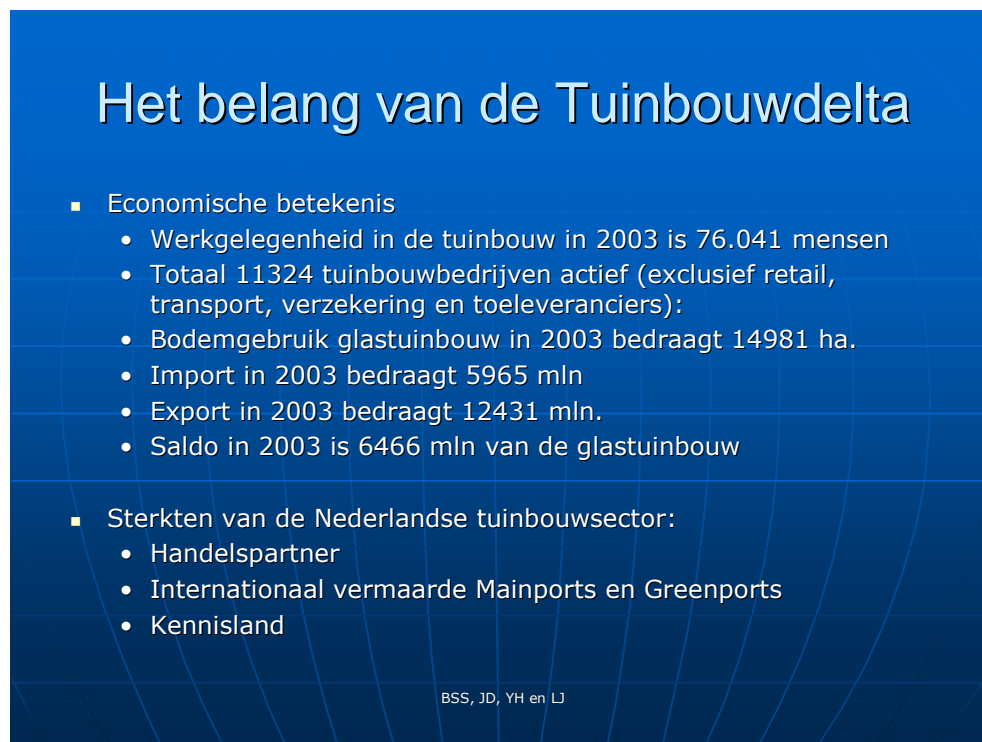 Het belang van de Tuinbouwdelta
Economische betekenis
• Werkgelegenheid in de tuinbouw in 2003 is 76.041 mensen
• Totaal 11324 tuinbouwbedrijven actief (exclusief retail,
transport, verzekering en toeleveranciers):
• Bodemgebruik glastuinbouw in 2003 bedraagt 14981 ha.
• Import in 2003 bedraagt 5965 mln
• Export in 2003 bedraagt 12431 mln.
• Saldo in 2003 is 6466 mln van de glastuinbouw
Sterkten van de Nederlandse tuinbouwsector:
• Handelspartner
• Internationaal vermaarde Mainports en Greenports
• Kennisland
BSS, JD, YH en LJ